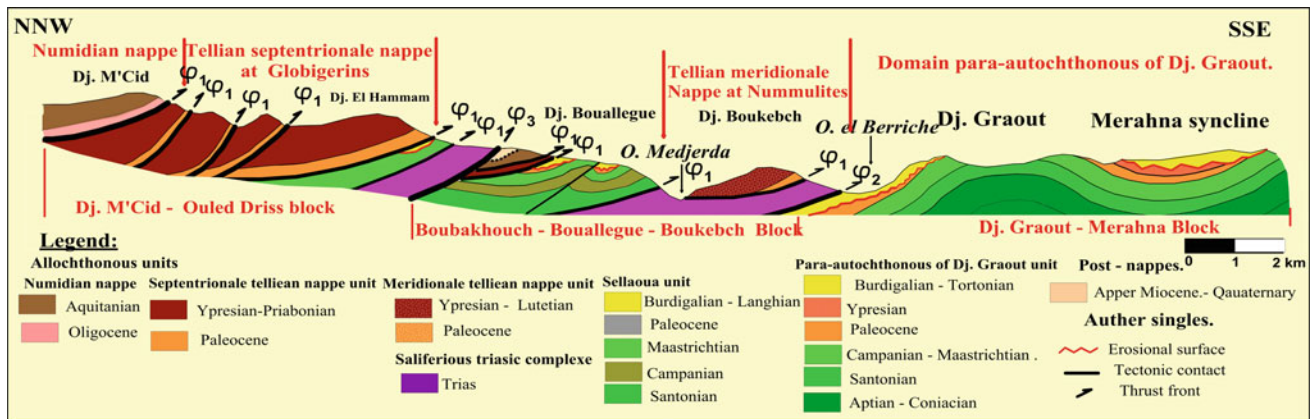 NNW
SSE
Numidian nappe
Tellian septentrionale nappe
at Globigerins
Dj. M'Cid
φ1
φ1
φ1
φ1
Dj. El Hammam
φ1
φ1
φ3
Dj. Bouallegue
φ1
φ1
O. Medjerda
φ1
Tellian meridionale
Nappe at Nummulites
Dj. Boukebch
Domain para-autochthonous of Dj. Graout.
O. el Berriche
φ1
φ2
Dj. Graout
Merahna syncline
Dj. M'Cid - Ouled Driss block
Boubakhouch - Bouallegue - Boukebch Block
Dj. Graout - Merahna Block
0 1 2 km
Legend:
Allochthonous units
Numidian nappe
Aquitanian
Oligocene
Septentrionale telliean nappe unit
Ypresian-Priabonian
Paleocene
Meridionale telliean nappe unit
Ypresian - Lutetian
Paleocene
Saliferious triasic complexe
Trias
Sellaoua unit
Burdigalian - Langhian
Paleocene
Maastrichtian
Campanian
Santonian
Para-autochthonous of Dj. Graout unit
Burdigalian - Tortonian
Ypresian
Paleocene
Campanian - Maastrichtian .
Santonian
Aptian - Coniacian
Post - nappes.
Apper Miocene.- Qauaternary
Auther singles.
Erosional surface
Tectonic contact
Thrust front